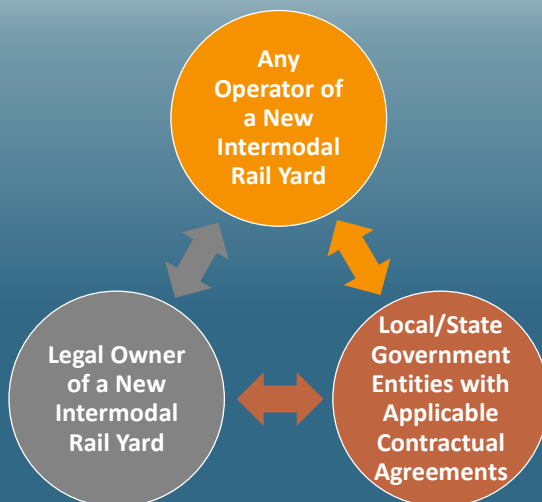 Any
Operator of
a New
Intermodal
Rail Yard
Legal Owner
of a New
Intermodal
Rail Yard
Local/State
Government
Entities with
Applicable
Contractual
Agreements